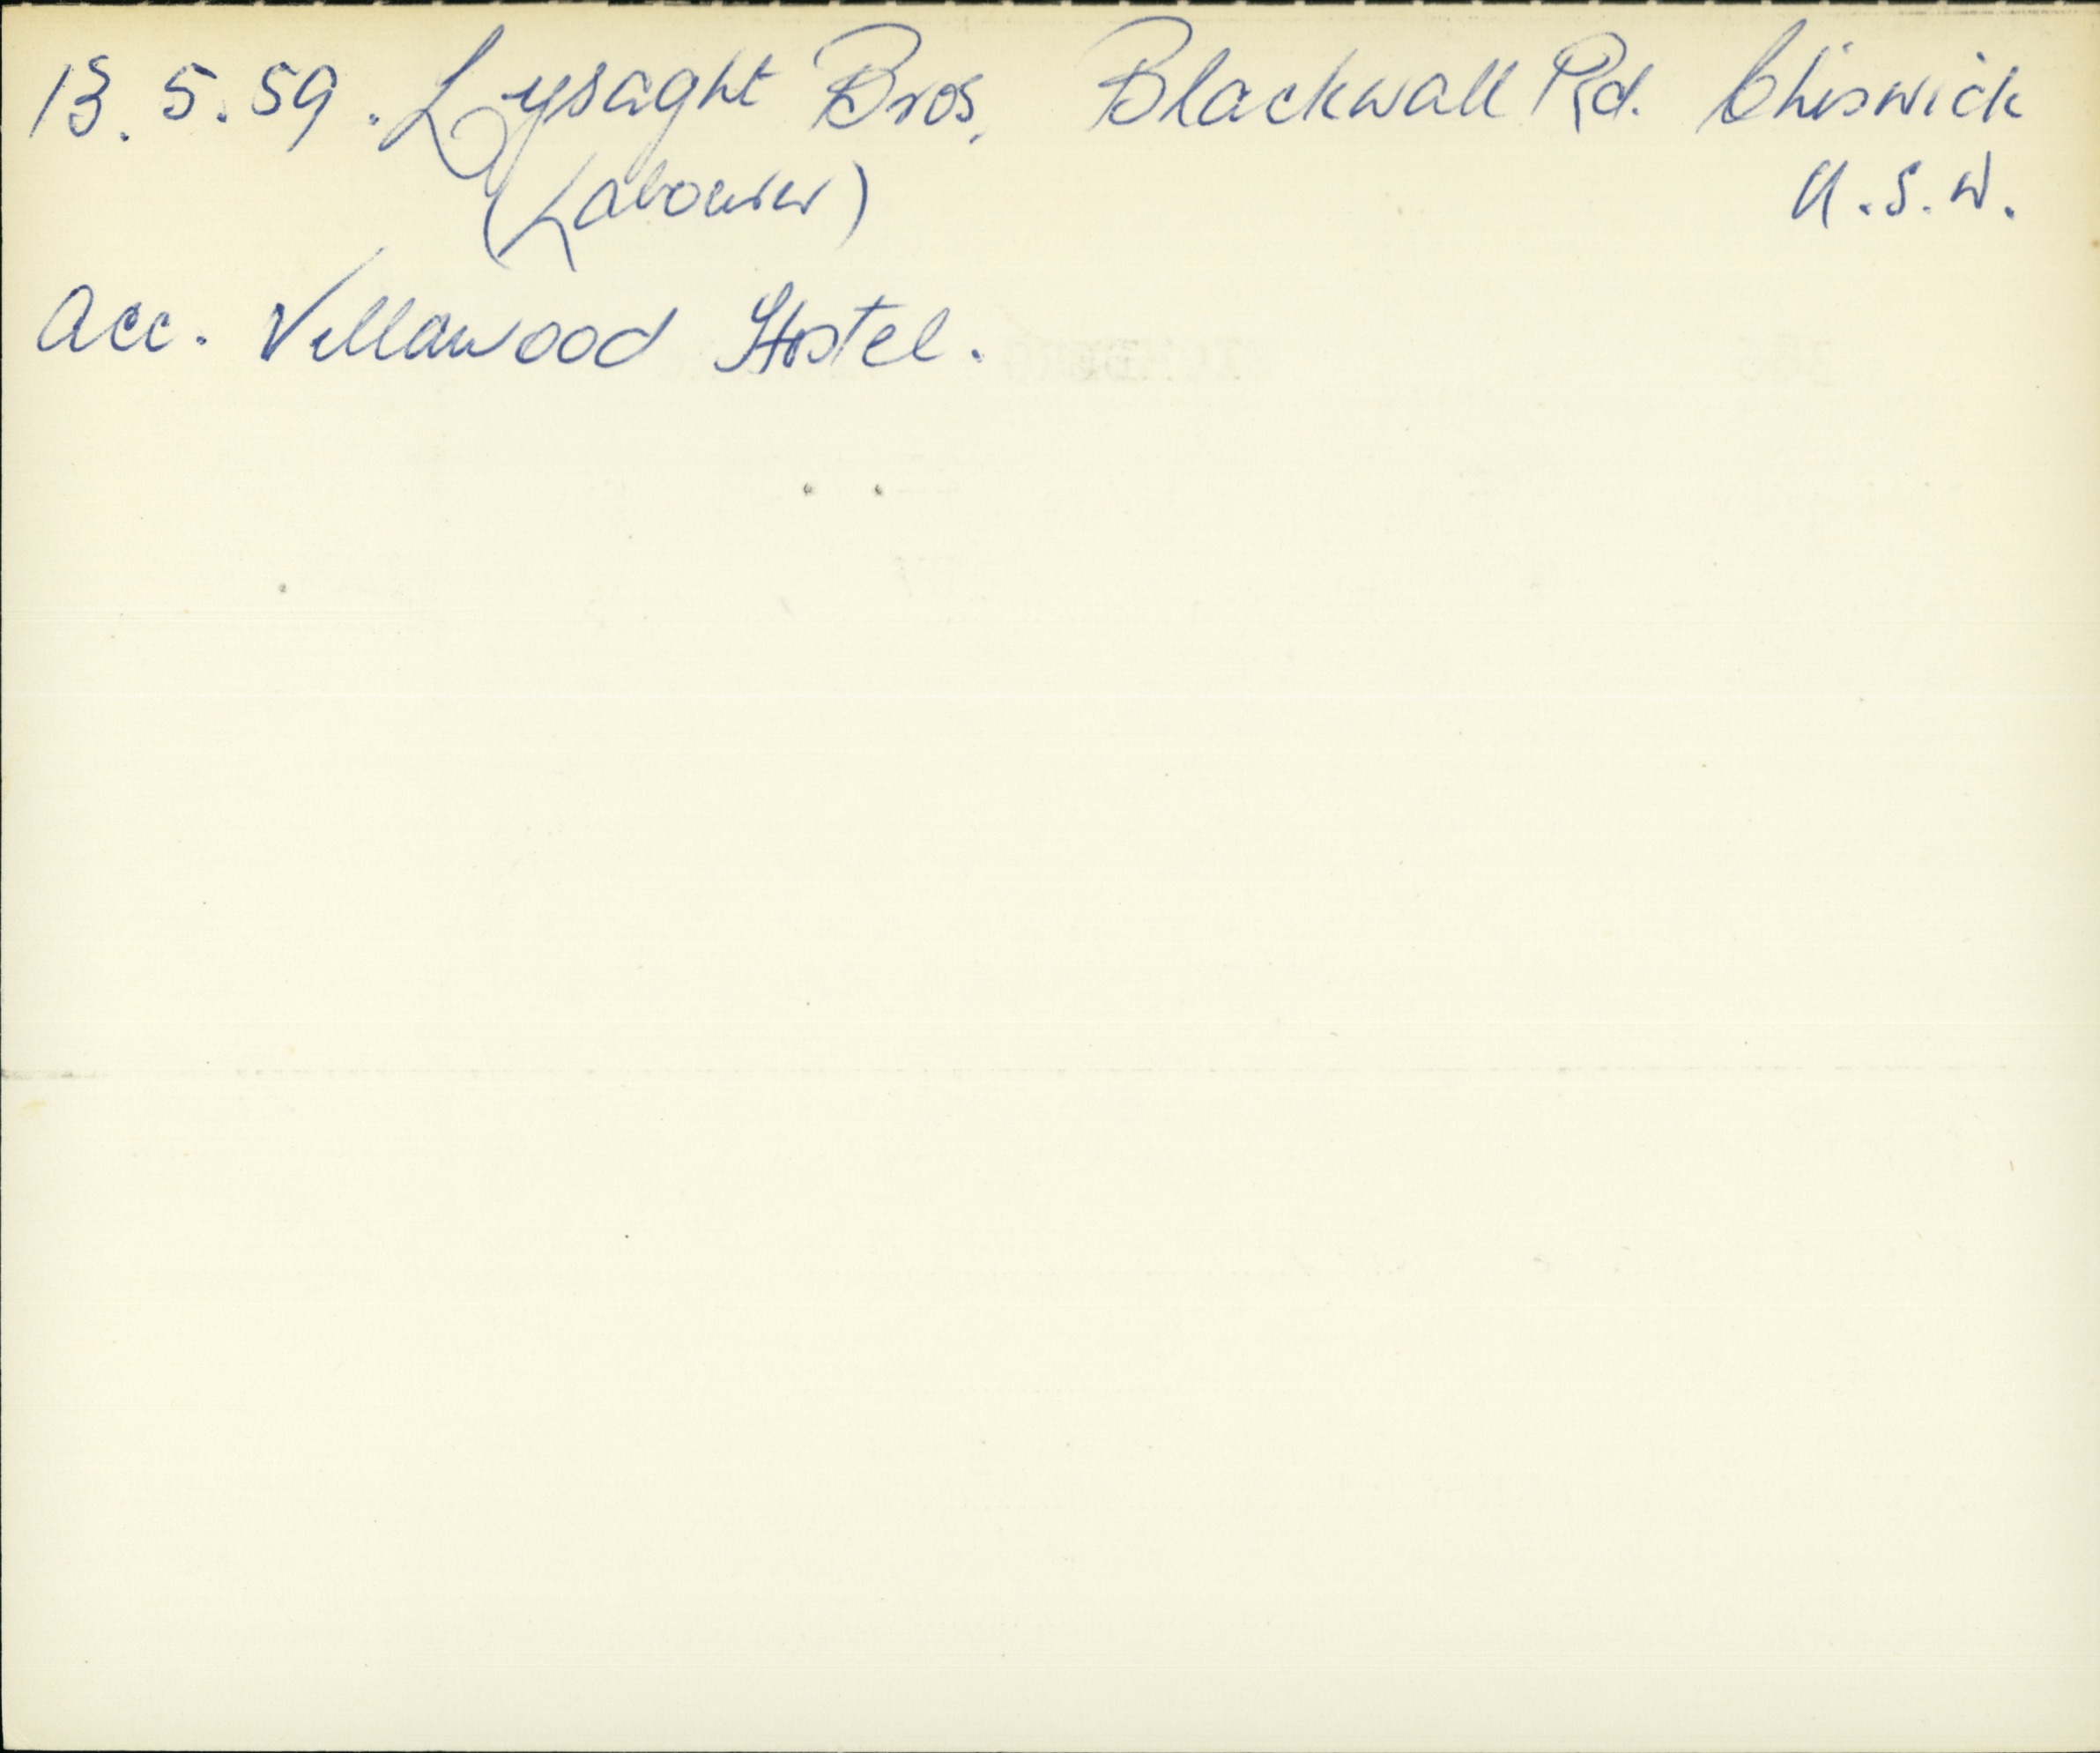 13.5.59. Lysaght Bros. Blackwall Rd. Chiswick
(Labourer) N.S.W.
Acc. Villawood Hostel.